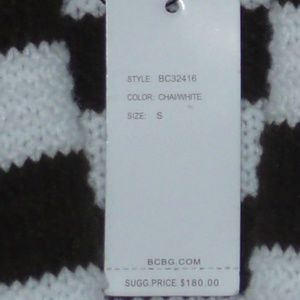 STYLE: BC32416
COLOR: CHAI/WHITE
SIZE: S
BCBG.COM
SUGG.PRICE $180.00